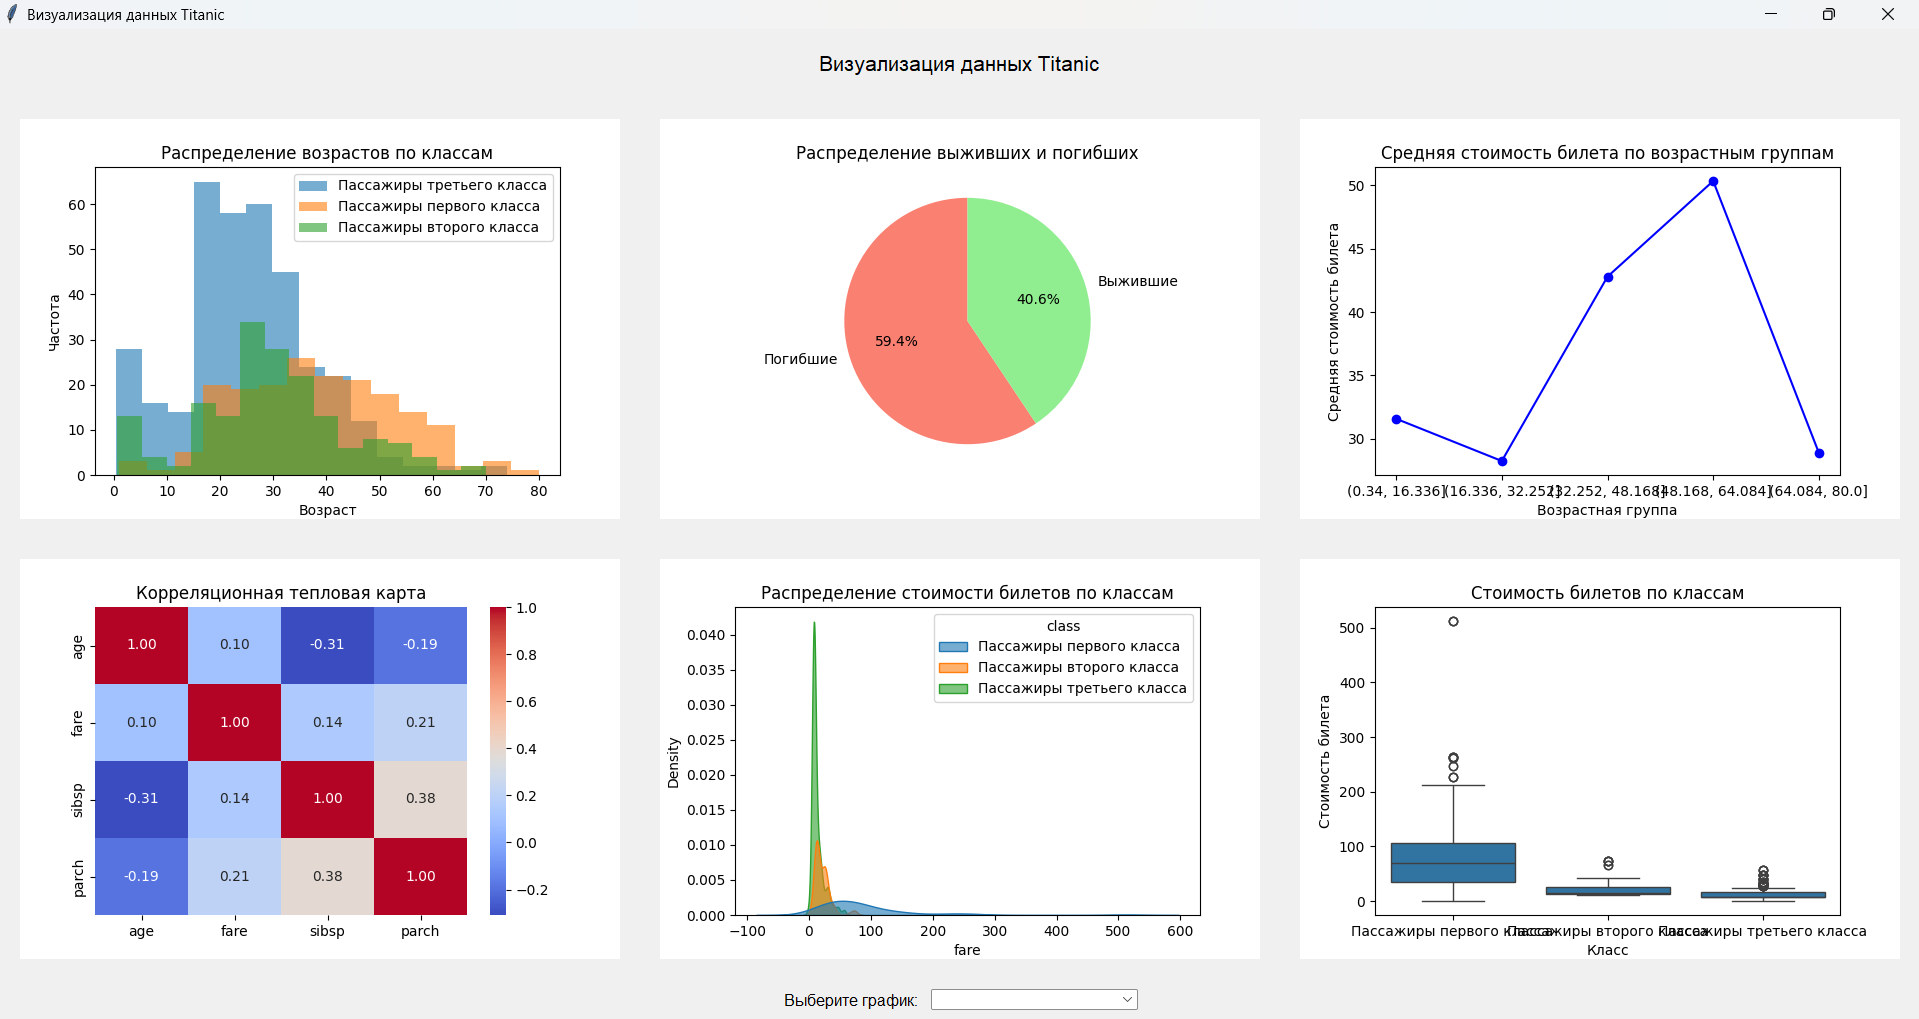 Визуализация данных Titanic
Визуализация данных Titanic
Распределение возрастов по классам
Пассажиры третьего класса
Пассажиры первого класса
Пассажиры второго класса
Частота
60
50
40
30
20
10
0
0 10 20 30 40 50 60 70 80
Возраст
Распределение выживших и погибших
Выжившие
40.6%
59.4%
Погибшие
Средняя стоимость билета по возрастным группам
Средняя стоимость билета
50
45
40
35
30
(0.34, 16.336] (16.336, 32.252] (32.252, 48.168] (48.168, 64.084] (64.084, 80.0]
Возрастная группа
Корреляционная тепловая карта
age 1.00 0.10 -0.31 -0.19
fare 0.10 1.00 0.14 0.21
sibsp -0.31 0.14 1.00 0.38
parch -0.19 0.21 0.38 1.00
age fare sibsp parch
1.0
0.8
0.6
0.4
0.2
0.0
−0.2
Распределение стоимости билетов по классам
class
Пассажиры первого класса
Пассажиры второго класса
Пассажиры третьего класса
Density
0.040
0.035
0.030
0.025
0.020
0.015
0.010
0.005
0.000
−100 0 100 200 300 400 500 600
fare
Стоимость билетов по классам
Стоимость билета
500
400
300
200
100
0
Пассажиры первого класса Пассажиры второго класса Пассажиры третьего класса
Класс
Выберите график: